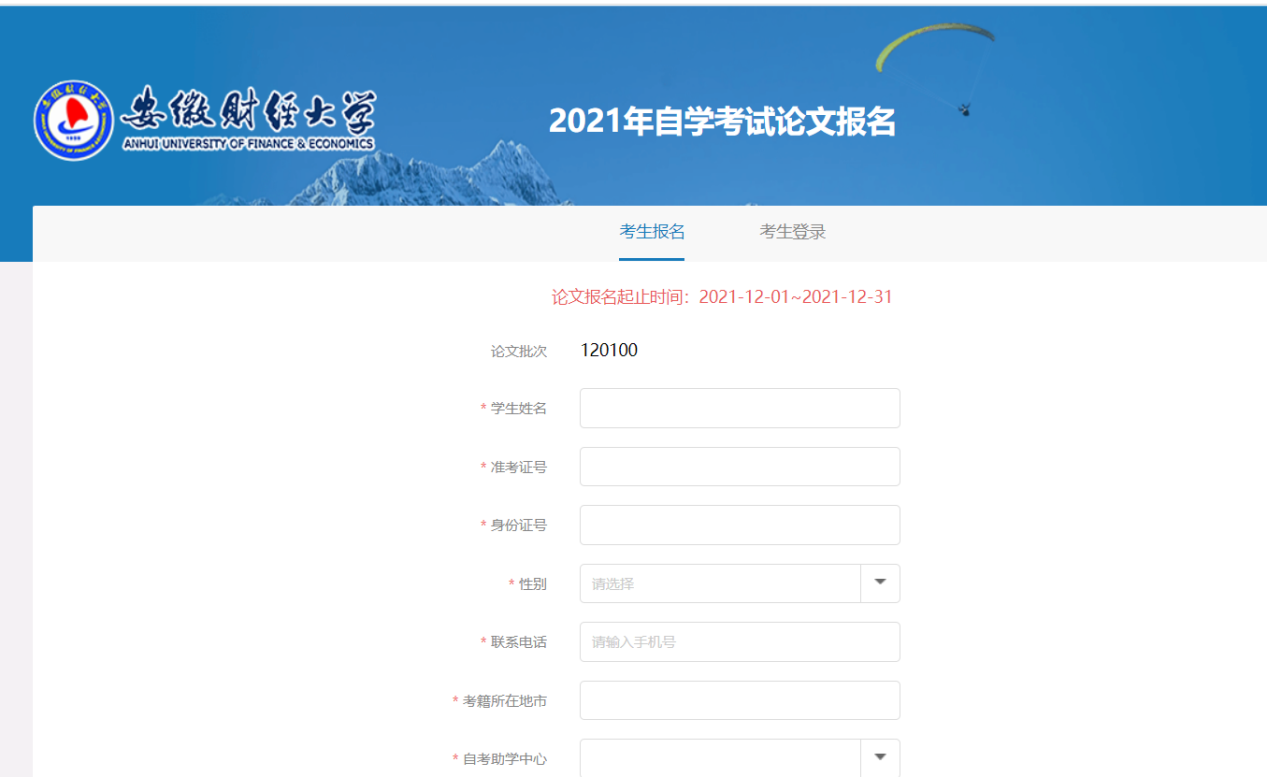 安徽财经大学
ANHUI UNIVERSITY OF FINANCE & ECONOMICS
2021年自学考试论文报名
考生报名 考生登录
论文报名起止时间：2021-12-01~2021-12-31
论文批次 120100
* 学生姓名
* 准考证号
* 身份证号
* 性别 请选择
* 联系电话 请输入手机号
* 考籍所在地市
* 自考助学中心